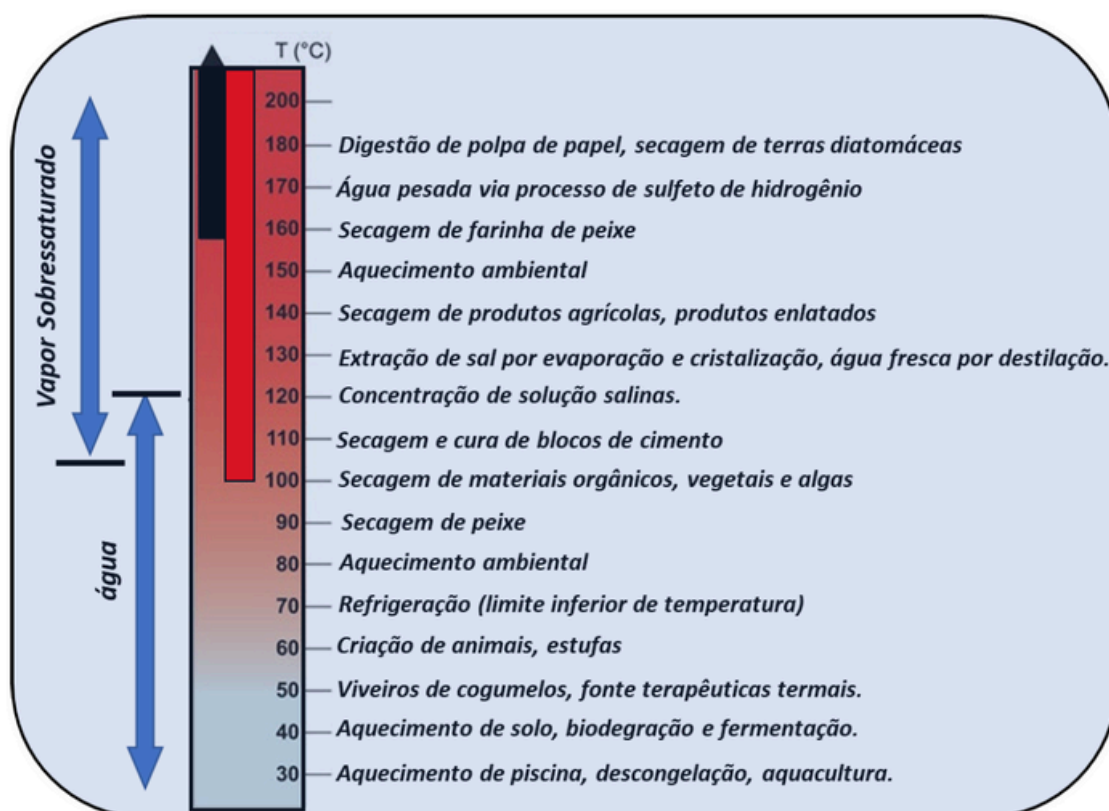 T (°C)
200
180 Digestão de polpa de papel, secagem de terras diatomáceas
170 Água pesada via processo de sulfeto de hidrogênio
160 Secagem de farinha de peixe
150 Aquecimento ambiental
140 Secagem de produtos agrícolas, produtos enlatados
130 Extração de sal por evaporação e cristalização, água fresca por destilação.
120 Concentração de solução salinas.
110 Secagem e cura de blocos de cimento
100 Secagem de materiais orgânicos, vegetais e algas
90 Secagem de peixe
80 Aquecimento ambiental
70 Refrigeração (limite inferior de temperatura)
60 Criação de animais, estufas
50 Viveiros de cogumelos, fonte terapêuticas termais.
40 Aquecimento de solo, biodegração e fermentação.
30 Aquecimento de piscina, descongelação, aquacultura.
Vapor Sobressaturado
água